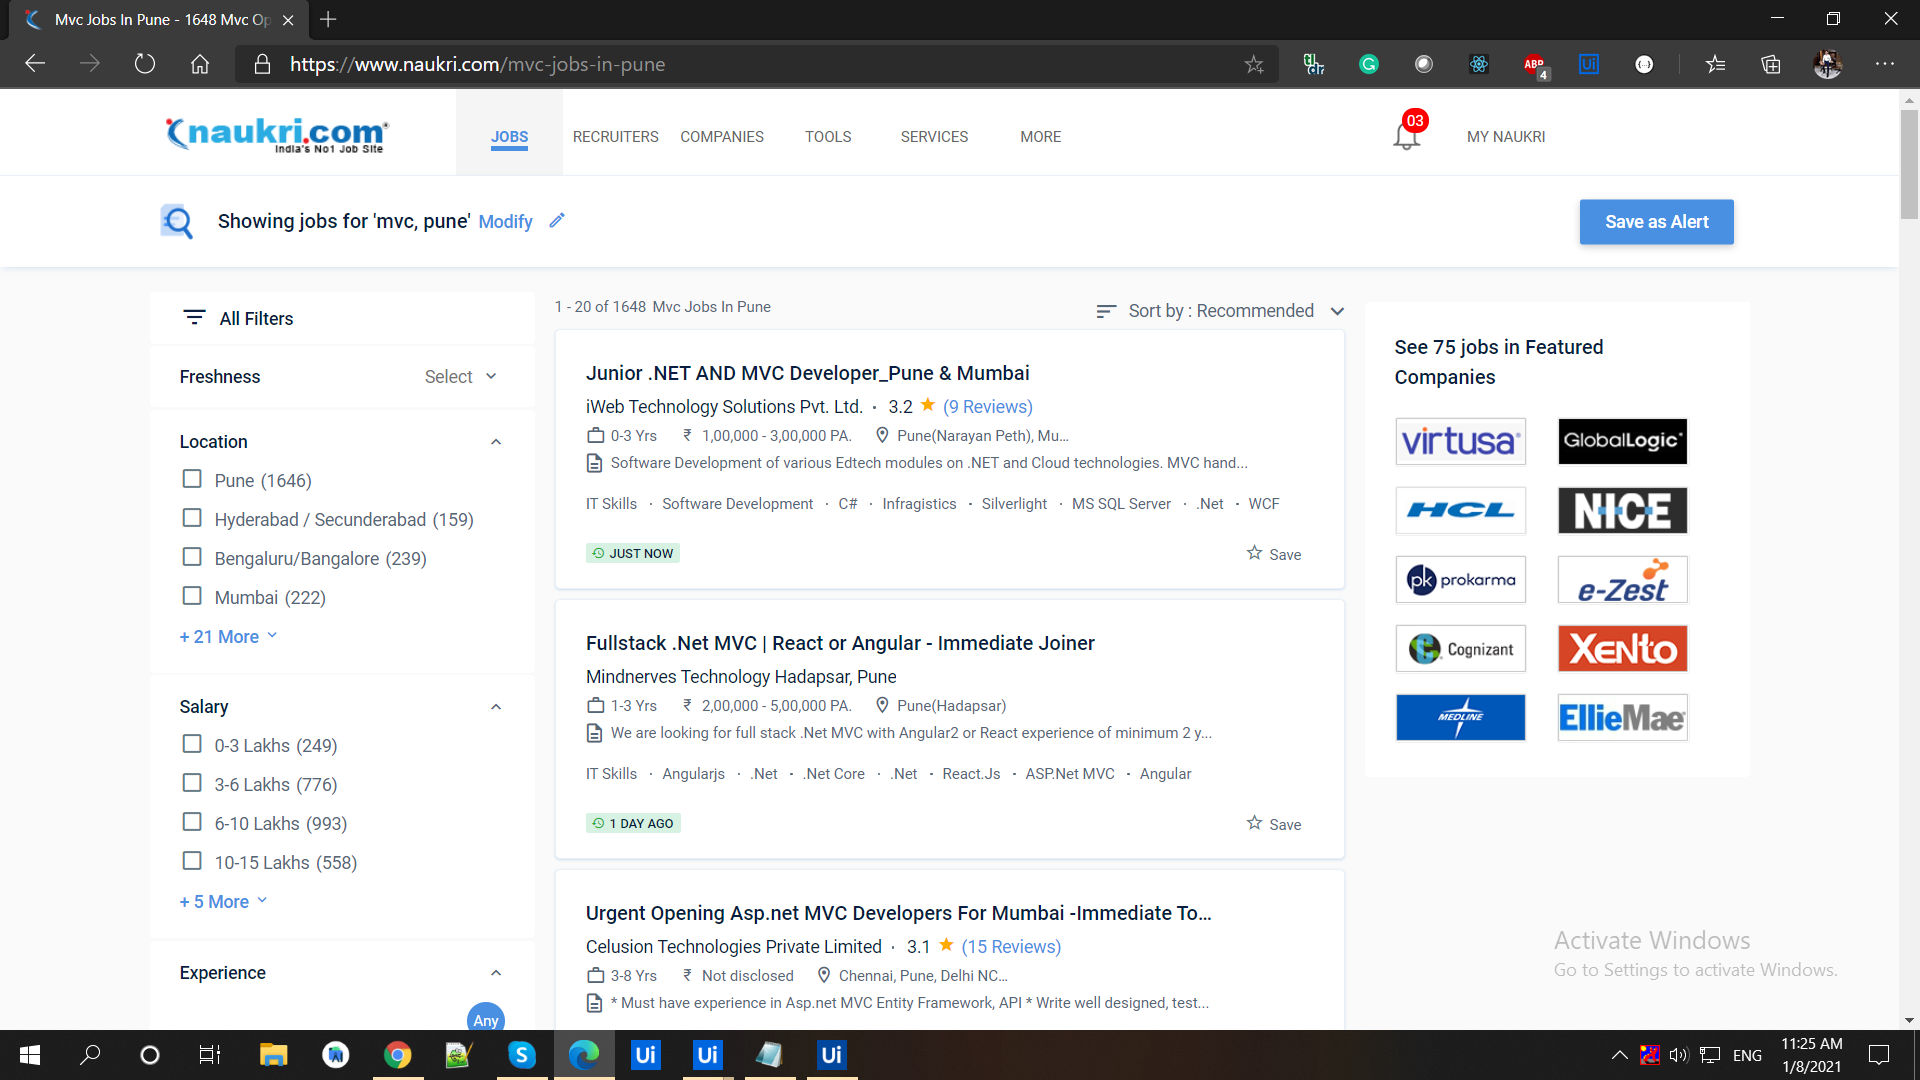 Mvc Jobs In Pune - 1648 Mvc Op
https://www.naukri.com/mvc-jobs-in-pune
ABP
4
Ui
naukri.com
India's No1 Job Site
JOBS
RECRUITERS
COMPANIES
TOOLS
SERVICES
MORE
03
MY NAUKRI
Showing jobs for 'mvc, pune' Modify
Save as Alert
All Filters
Freshness
Select
Location
Pune (1646)
Hyderabad / Secunderabad (159)
Bengaluru/Bangalore (239)
Mumbai (222)
+ 21 More
Salary
0-3 Lakhs (249)
3-6 Lakhs (776)
6-10 Lakhs (993)
10-15 Lakhs (558)
+ 5 More
Experience
Any
1 - 20 of 1648 Mvc Jobs In Pune
Sort by : Recommended
Junior .NET AND MVC Developer_Pune & Mumbai
iWeb Technology Solutions Pvt. Ltd. · 3.2 ★ (9 Reviews)
0-3 Yrs ₹ 1,00,000 - 3,00,000 PA. Pune(Narayan Peth), Mu...
Software Development of various Edtech modules on .NET and Cloud technologies. MVC hand...
IT Skills · Software Development · C# · Infragistics · Silverlight · MS SQL Server · .Net · WCF
JUST NOW
Save
Fullstack .Net MVC | React or Angular - Immediate Joiner
Mindnerves Technology Hadapsar, Pune
1-3 Yrs ₹ 2,00,000 - 5,00,000 PA. Pune(Hadapsar)
We are looking for full stack .Net MVC with Angular2 or React experience of minimum 2 y...
IT Skills · Angularjs · .Net · .Net Core · .Net · React.Js · ASP.Net MVC · Angular
1 DAY AGO
Save
Urgent Opening Asp.net MVC Developers For Mumbai -Immediate To...
Celusion Technologies Private Limited · 3.1 ★ (15 Reviews)
3-8 Yrs ₹ Not disclosed Chennai, Pune, Delhi NC...
* Must have experience in Asp.net MVC Entity Framework, API * Write well designed, test...
See 75 jobs in Featured
Companies
virtusa
GlobalLogic
HCL
NICE
pk prokarma
e-Zest
Cognizant
XENTO
MEDLINE
EllieMae
Activate Windows
Go to Settings to activate Windows.
Ui
Ui
Ui
ENG
11:25 AM
1/8/2021